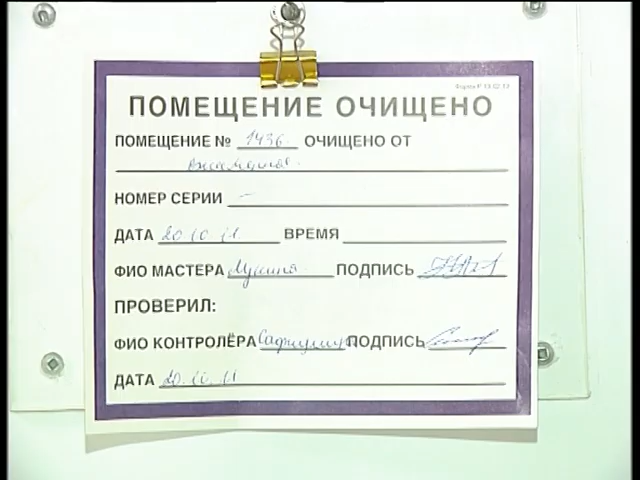 ПОМЕЩЕНИЕ ОЧИЩЕНО
ПОМЕЩЕНИЕ № 1436 ОЧИЩЕНО ОТ
НОМЕР СЕРИИ –
ДАТА 20 10 11 ВРЕМЯ
ФИО МАСТЕРА ПОДПИСЬ
ПРОВЕРИЛ:
ФИО КОНТРОЛЁРА ПОДПИСЬ
ДАТА 20.10.11